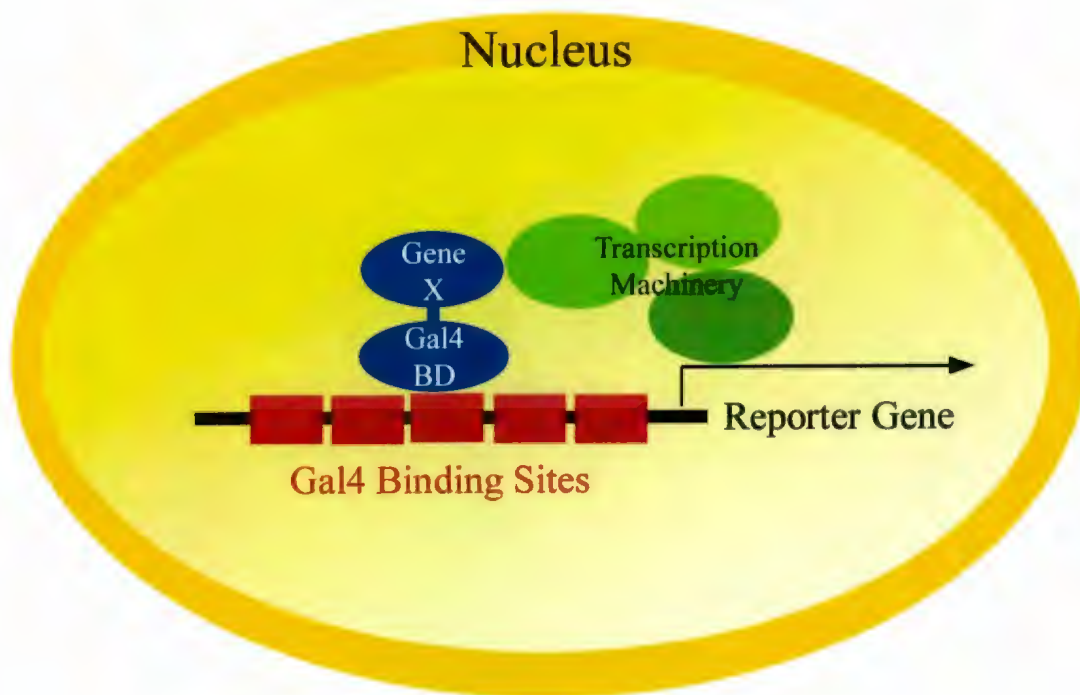 Nucleus
Gene
X
Transcription
Machinery
Gal4
BD
Reporter Gene
Gal4 Binding Sites